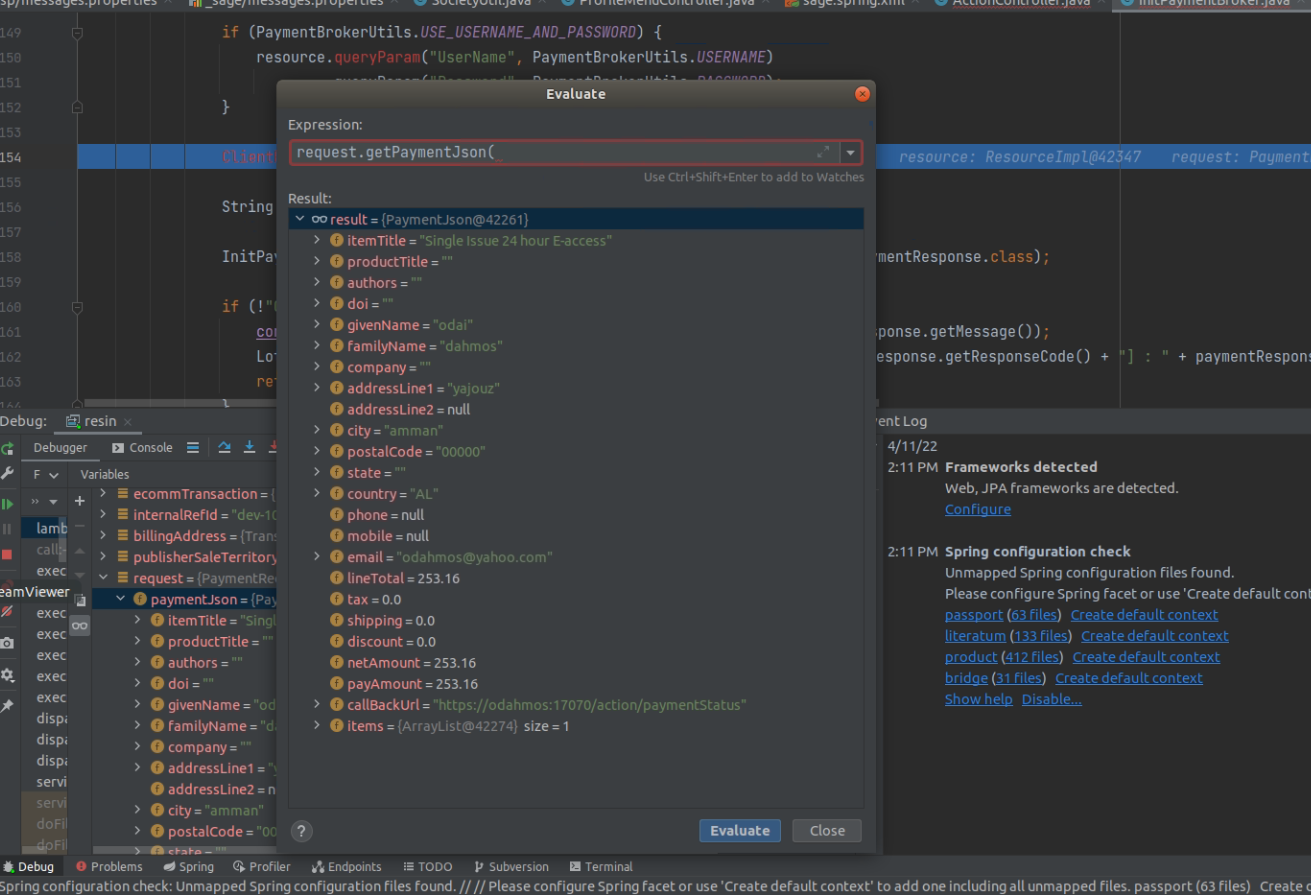 sp/messages.properties _sage/messages.properties SocietyUtil.java ProfileMenuController.java sage.spring.xml ActionController.java InitPaymentBroker.java
149 if (PaymentBrokerUtils.USE_USERNAME_AND_PASSWORD) {
150 resource.queryParam("UserName", PaymentBrokerUtils.USERNAME)
151
152 }
153
154 Client resource: ResourceImpl@42347 request: Payment
155
156 String
157
158 InitPay mentResponse.class);
159
160 if (!"
161 con sponse.getMessage());
162 Lo esponse.getResponseCode() + "] : " + paymentRespons
163 re
164 }
Evaluate
Expression:
request.getPaymentJson(
Use Ctrl+Shift+Enter to add to Watches
Result:
result = {PaymentJson@42261}
itemTitle = "Single Issue 24 hour E-access"
productTitle = ""
authors = ""
doi = ""
givenName = "odai"
familyName = "dahmos"
company = ""
addressLine1 = "yajouz"
addressLine2 = null
city = "amman"
postalCode = "00000"
state = ""
country = "AL"
phone = null
mobile = null
email = "odahmos@yahoo.com"
lineTotal = 253.16
tax = 0.0
shipping = 0.0
discount = 0.0
netAmount = 253.16
payAmount = 253.16
callBackUrl = "https://odahmos:17070/action/paymentStatus"
items = {ArrayList@42274} size = 1
? Evaluate Close
Debug: resin
Debugger Console
F Variables
lamb
call:
exec
eamViewer
exec
exec
exec
exec
exec
dispa
dispa
dispa
servi
servi
doFil
doFil
ecommTransaction = {
internalRefId = "dev-10
billingAddress = {Trans
publisherSaleTerritory
request = {PaymentRec
paymentJson = {Pay
itemTitle = "Singl
productTitle = ""
authors = ""
doi = ""
givenName = "od
familyName = "da
company = ""
addressLine1 = "y
addressLine2 = n
city = "amman"
postalCode = "00
state = ""
vent Log
4/11/22
2:11 PM Frameworks detected
Web, JPA frameworks are detected.
Configure
2:11 PM Spring configuration check
Unmapped Spring configuration files found.
Please configure Spring facet or use 'Create default cont
passport (63 files) Create default context
literatum (133 files) Create default context
product (412 files) Create default context
bridge (31 files) Create default context
Show help Disable...
Debug Problems Spring Profiler Endpoints TODO Subversion Terminal
Spring configuration check: Unmapped Spring configuration files found. // // Please configure Spring facet or use 'Create default context' to add one including all unmapped files. passport (63 files) Create d